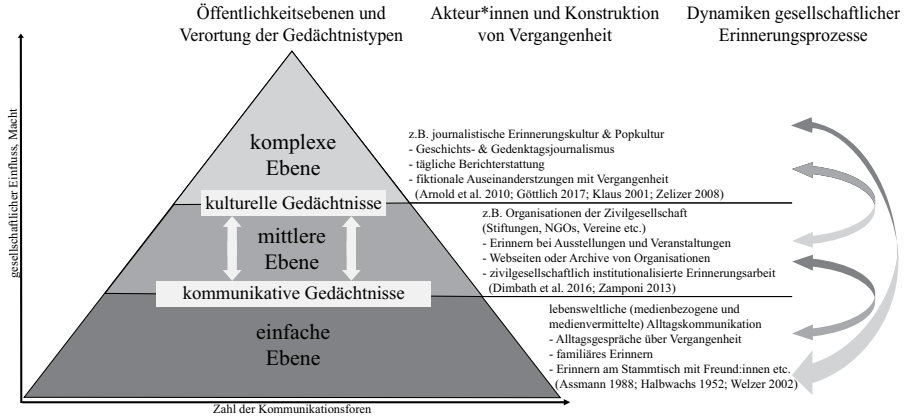 Öffentlichkeitsebenen und
Verortung der Gedächtnistypen
Akteur*innen und Konstruktion
von Vergangenheit
Dynamiken gesellschaftlicher
Erinnerungsprozesse
gesellschaftlicher Einfluss, Macht
komplexe
Ebene
z.B. journalistische Erinnerungskultur & Popkultur
- Geschichts- & Gedenktagsjournalismus
- tägliche Berichterstattung
- fiktionale Auseinanderstzungen mit Vergangenheit
(Arnold et al. 2010; Göttlich 2017; Klaus 2001; Zelizer 2008)
kulturelle Gedächtnisse
mittlere
Ebene
z.B. Organisationen der Zivilgesellschaft
(Stiftungen, NGOs, Vereine etc.)
- Erinnern bei Ausstellungen und Veranstaltungen
- Webseiten oder Archive von Organisationen
- zivilgesellschaftlich institutionalisierte Erinnerungsarbeit
(Dimbath et al. 2016; Zamponi 2013)
kommunikative Gedächtnisse
einfache
Ebene
lebensweltliche (medienbezogene und
medienvermittelte) Alltagskommunikation
- Alltagsgespräche über Vergangenheit
- familiäres Erinnern
- Erinnern am Stammtisch mit Freund:innen etc.
(Assmann 1988; Halbwachs 1952; Welzer 2002)
Zahl der Kommunikationsforen